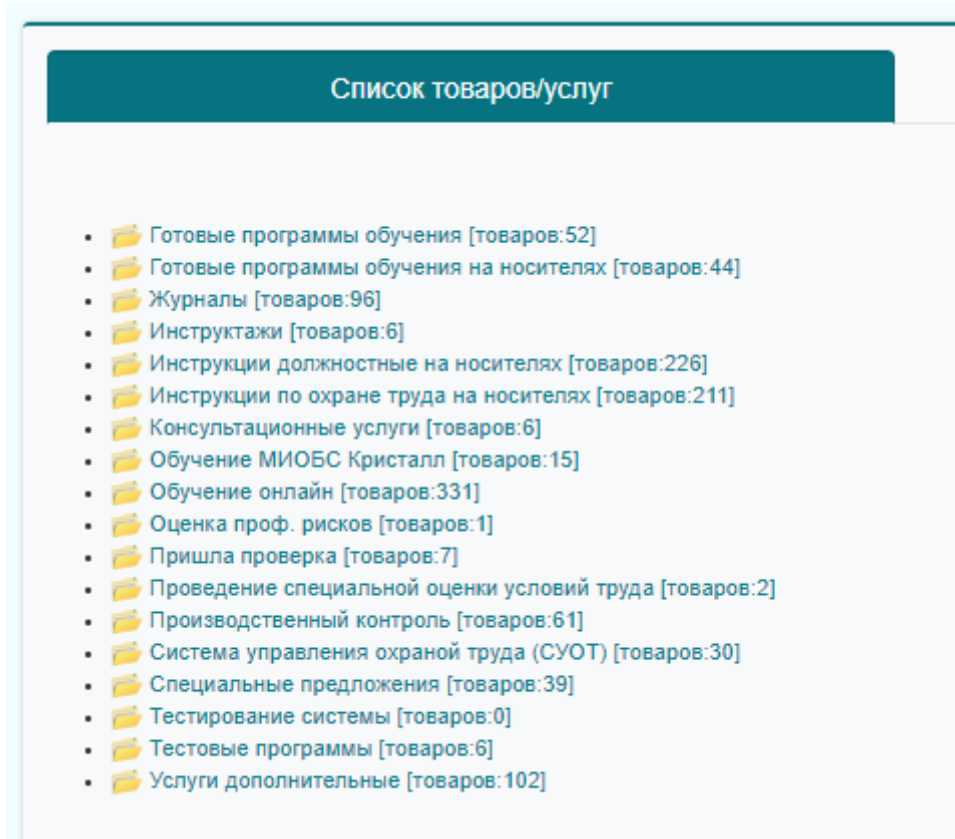 Список товаров/услуг
Готовые программы обучения [товаров:52]
Готовые программы обучения на носителях [товаров:44]
Журналы [товаров:96]
Инструктажи [товаров:6]
Инструкции должностные на носителях [товаров:226]
Инструкции по охране труда на носителях [товаров:211]
Консультационные услуги [товаров:6]
Обучение МИОБС Кристалл [товаров:15]
Обучение онлайн [товаров:331]
Оценка проф. рисков [товаров:1]
Пришла проверка [товаров:7]
Проведение специальной оценки условий труда [товаров:2]
Производственный контроль [товаров:61]
Система управления охраной труда (СУОТ) [товаров:30]
Специальные предложения [товаров:39]
Тестирование системы [товаров:0]
Тестовые программы [товаров:6]
Услуги дополнительные [товаров:102]